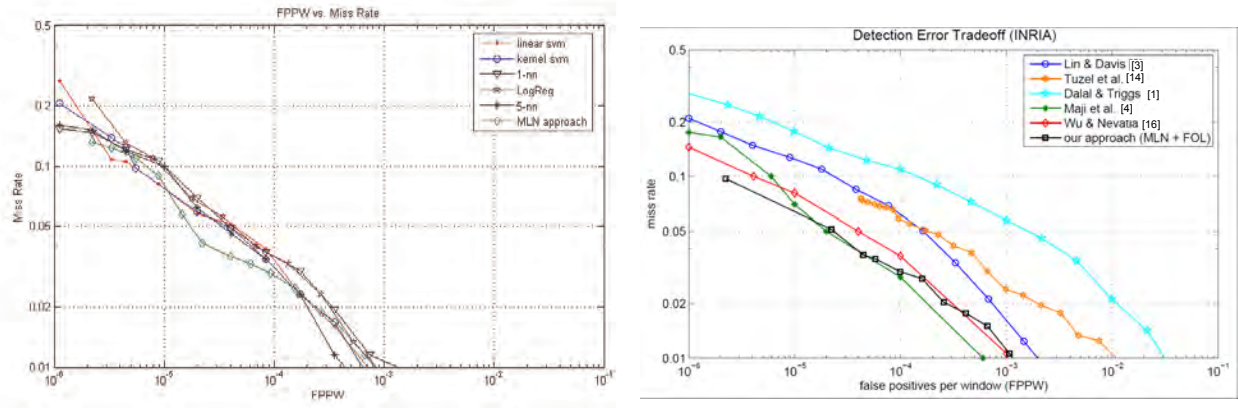 FPPW vs. Miss Rate
0.5
0.2
0.1
0.05
0.02
0.01
Miss Rate
10⁻⁶
10⁻⁵
10⁻⁴
10⁻³
10⁻²
10⁻¹
FPPW
linear svm
kernel svm
1-nn
LogReg
5-nn
MLN approach
Detection Error Tradeoff (INRIA)
0.5
0.2
0.1
0.05
0.02
0.01
miss rate
10⁻⁶
10⁻⁵
10⁻⁴
10⁻³
10⁻²
10⁻¹
false positives per window (FPPW)
Lin & Davis [3]
Tuzel et al. [14]
Dalal & Triggs [1]
Maji et al. [4]
Wu & Nevatia [16]
our approach (MLN + FOL)